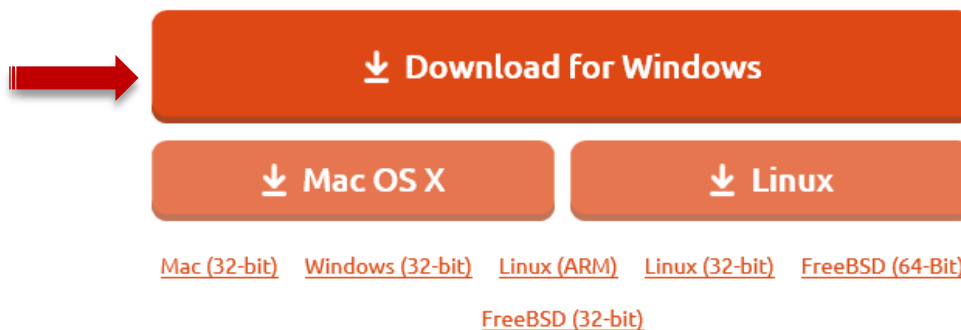 Download for Windows
Mac OS X
Linux
Mac (32-bit) Windows (32-bit) Linux (ARM) Linux (32-bit) FreeBSD (64-Bit)
FreeBSD (32-bit)